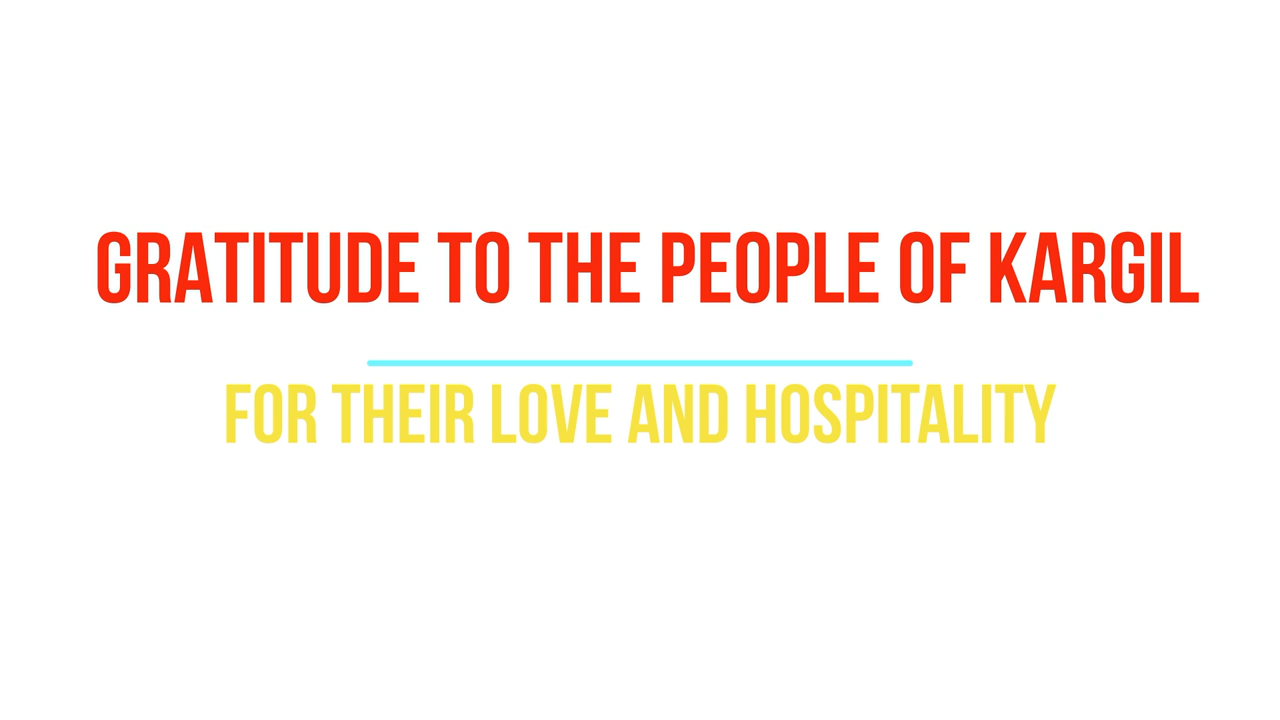 GRATITUDE TO THE PEOPLE OF KARGIL
FOR THEIR LOVE AND HOSPITALITY